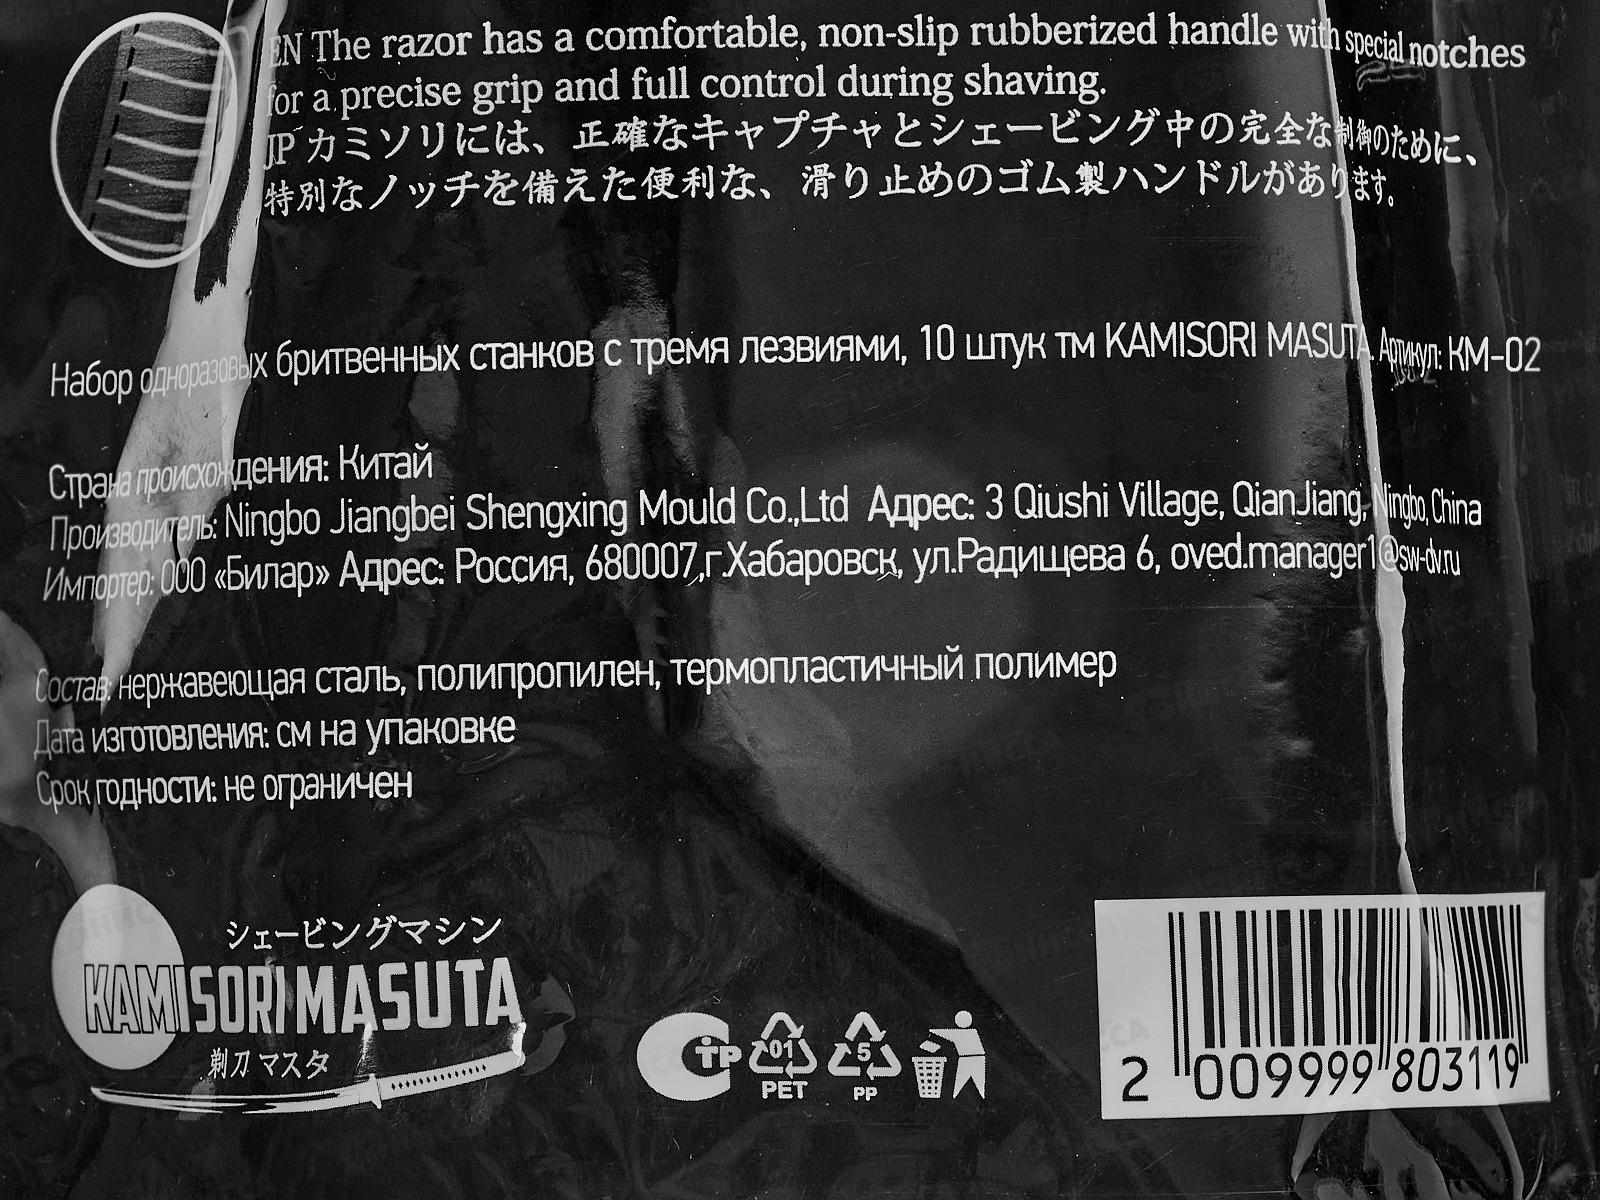 EN The razor has a comfortable, non-slip rubberized handle with special notches
for a precise grip and full control during shaving.
JP カミソリには、正確なキャプチャとシェービング中の完全な制御のために、
特別なノッチを備えた便利な、滑り止めのゴム製ハンドルがあります。
Набор одноразовых бритвенных станков с тремя лезвиями, 10 штук тм KAMISORI MASUTA. Артикул: KM-02
Страна происхождения: Китай
Производитель: Ningbo Jiangbei Shengxing Mould Co.,Ltd Адрес: 3 Qiushi Village, QianJiang, Ningbo, China
Импортер: ООО «Билар» Адрес: Россия, 680007,г.Хабаровск, ул.Радищева 6, oved.manager1@sw-dv.ru
Состав: нержавеющая сталь, полипропилен, термопластичный полимер
Дата изготовления: см на упаковке
Срок годности: не ограничен
シェービングマシン
KAMISORI MASUTA
剃刀マスタ
СТР
01
PET
5
PP
2 009999 803119